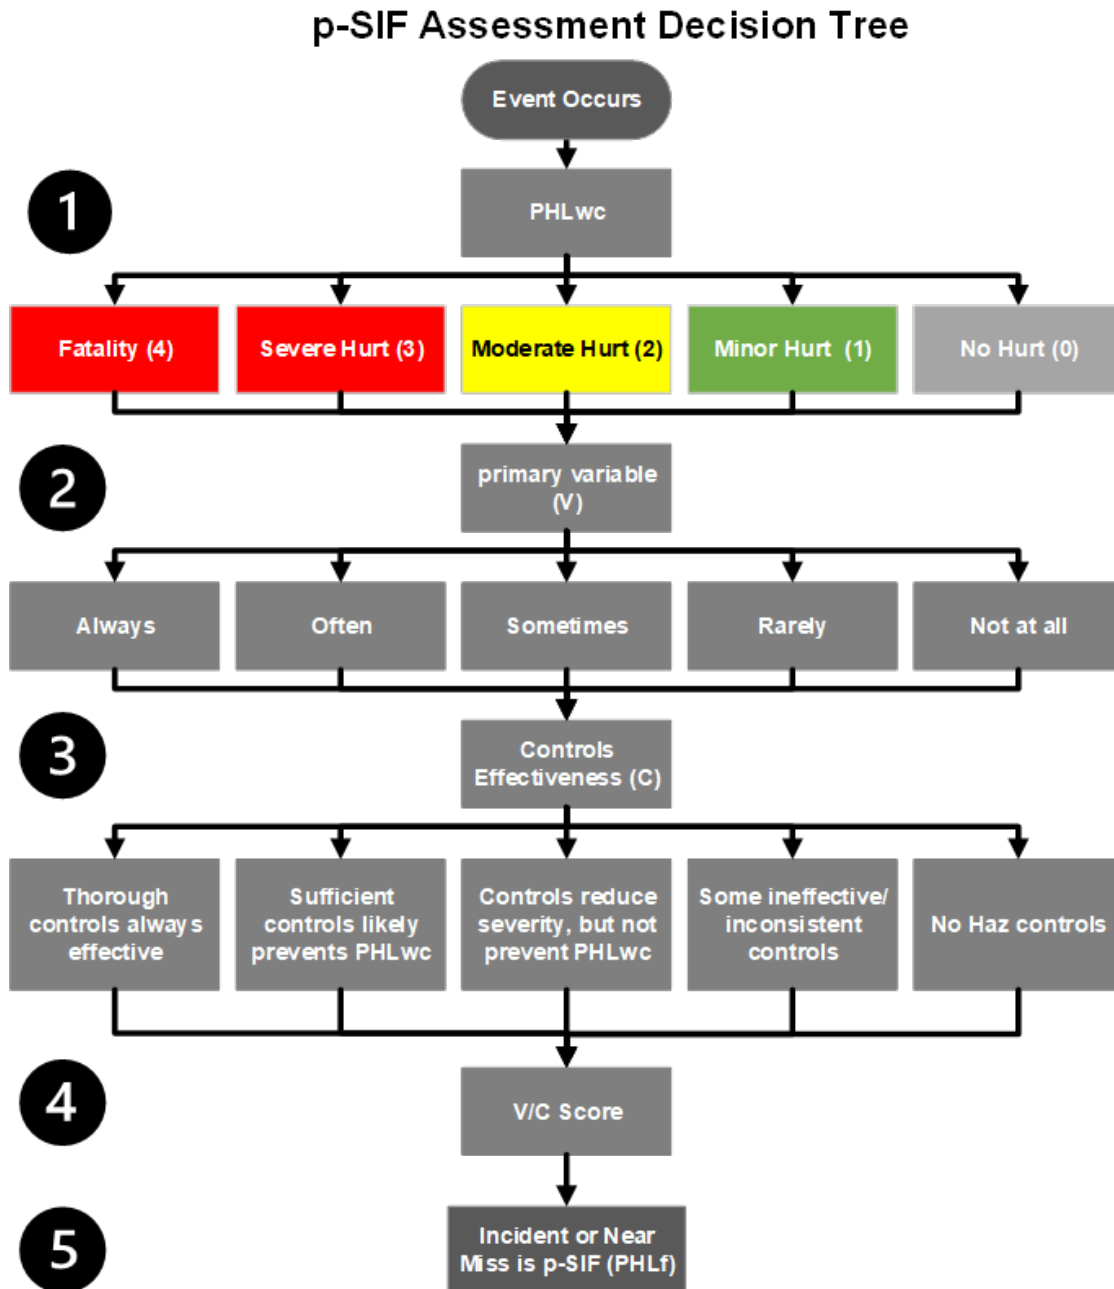 p-SIF Assessment Decision Tree
Event Occurs
1
PHLwc
Fatality (4)
Severe Hurt (3)
Moderate Hurt (2)
Minor Hurt (1)
No Hurt (0)
2
primary variable
(V)
Always
Often
Sometimes
Rarely
Not at all
3
Controls
Effectiveness (C)
Thorough
controls always
effective
Sufficient
controls likely
prevents PHLwc
Controls reduce
severity, but not
prevent PHLwc
Some ineffective/
inconsistent
controls
No Haz controls
4
V/C Score
5
Incident or Near
Miss is p-SIF (PHLf)